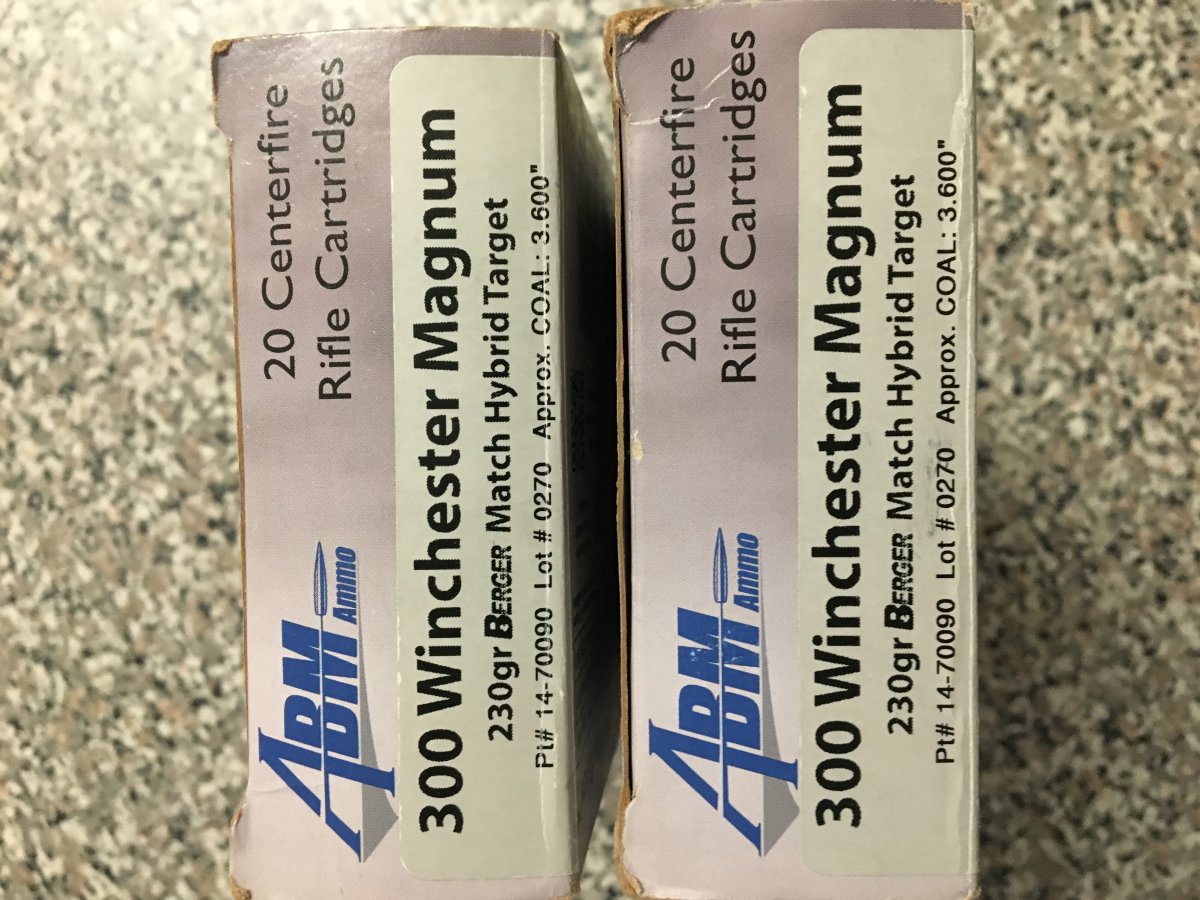 ABM
Ammo
20 Centerfire
Rifle Cartridges
300 Winchester Magnum
230gr BERGER Match Hybrid Target
Pt# 14-70090 Lot # 0270 Approx. COAL: 3.600"
ABM
Ammo
20 Centerfire
Rifle Cartridges
300 Winchester Magnum
230gr BERGER Match Hybrid Target
Pt# 14-70090 Lot # 0270 Approx. COAL: 3.600"